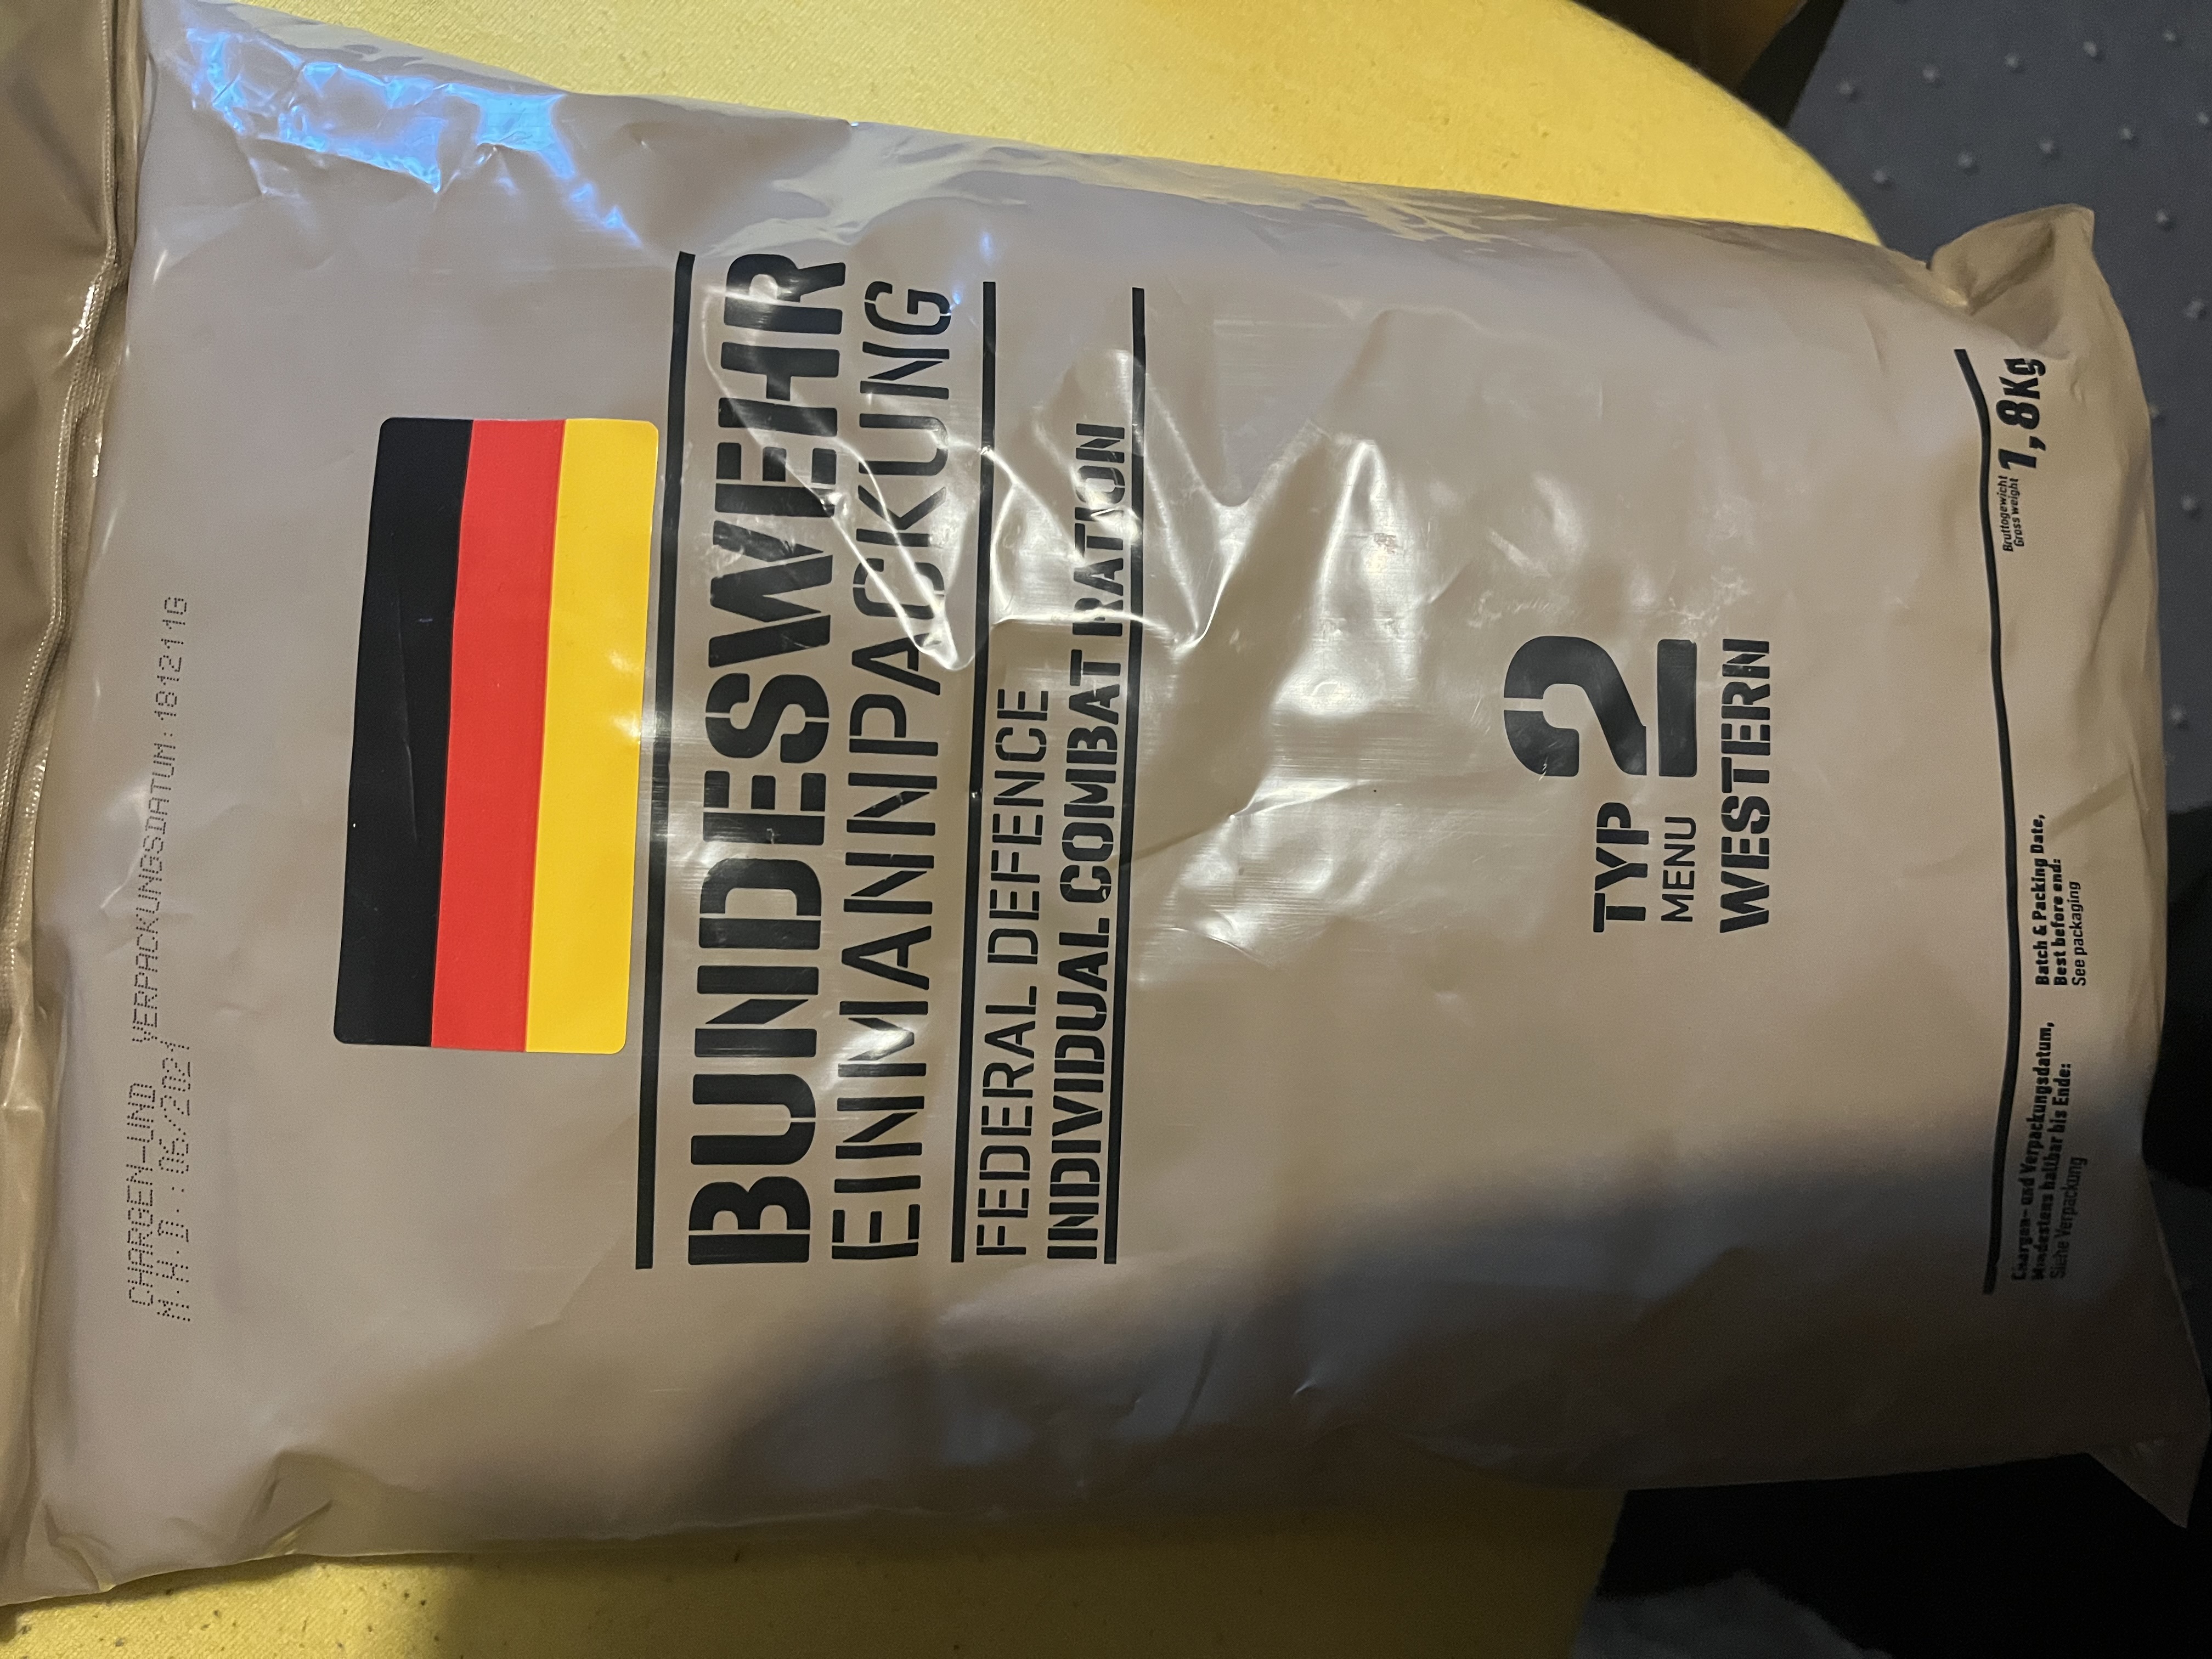 CHARGEN-UND VERPACKUNGSDATUM: 181211G
M.H.D.: 06/2021
BUNDESWEHR
EINMANNPACKUNG
FEDERAL DEFENCE
INDIVIDUAL COMBAT RATION
TYP 2
MENU
WESTERN
Bruttogewicht
Gross weight
1,8Kg
Chargen- und Verpackungsdatum,
Mindestens haltbar bis Ende:
Siehe Verpackung
Batch & Packing Date,
Best before end:
See packaging